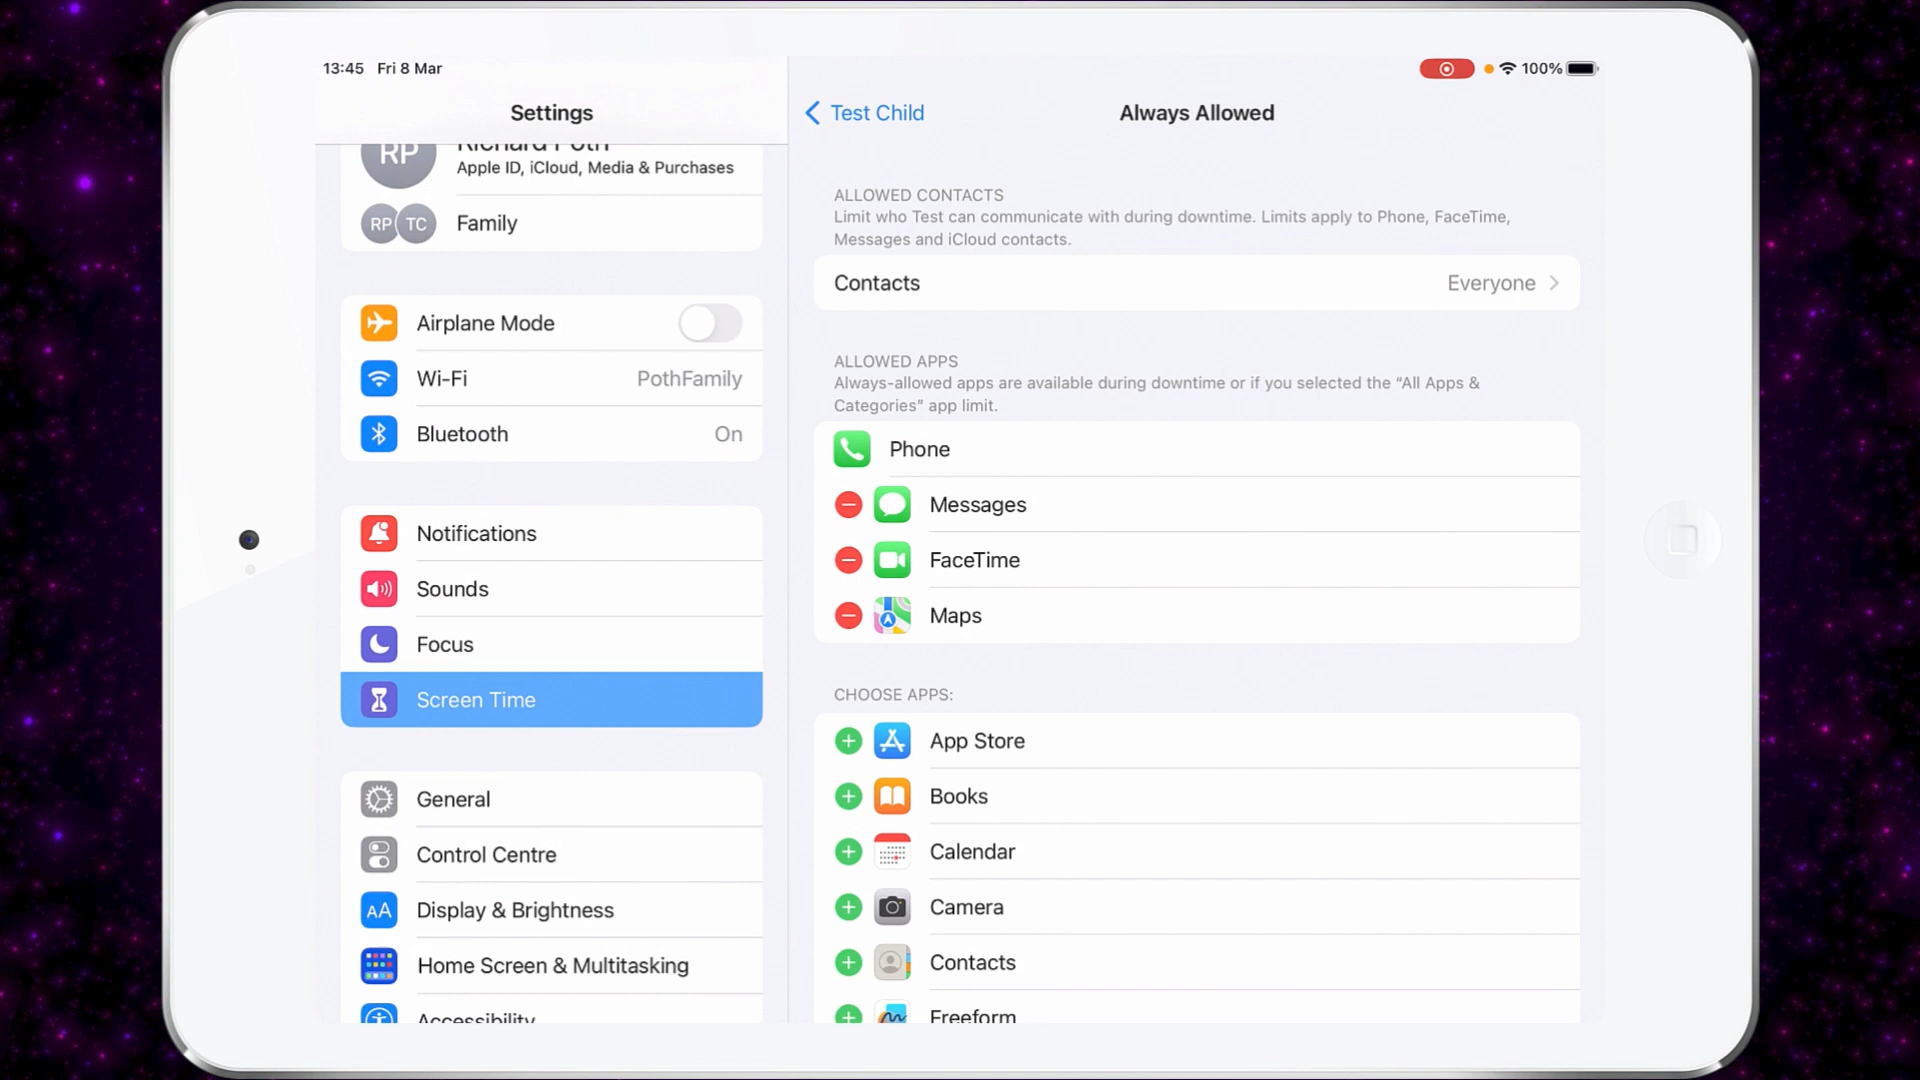 13:45 Fri 8 Mar
100%
Settings
RP
Richard Poth
Apple ID, iCloud, Media & Purchases
RP TC Family
Airplane Mode
Wi-Fi PothFamily
Bluetooth On
Notifications
Sounds
Focus
Screen Time
General
Control Centre
AA Display & Brightness
Home Screen & Multitasking
Accessibility
Test Child
Always Allowed
ALLOWED CONTACTS
Limit who Test can communicate with during downtime. Limits apply to Phone, FaceTime,
Messages and iCloud contacts.
Contacts Everyone
ALLOWED APPS
Always-allowed apps are available during downtime or if you selected the “All Apps &
Categories” app limit.
Phone
Messages
FaceTime
Maps
CHOOSE APPS:
App Store
Books
Calendar
Camera
Contacts
Freeform